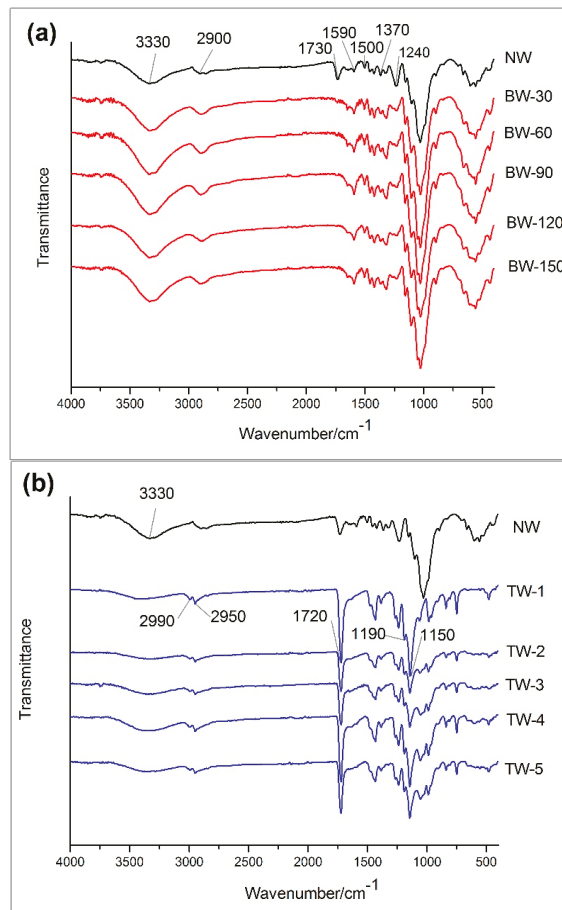 (a)
3330 2900 1730 1590 1500 1370 1240 NW
BW-30
BW-60
BW-90
BW-120
BW-150
Transmittance
4000 3500 3000 2500 2000 1500 1000 500
Wavenumber/cm-1
(b)
3330 NW
TW-1
2990 2950 1720 1190 1150
TW-2
TW-3
TW-4
TW-5
Transmittance
4000 3500 3000 2500 2000 1500 1000 500
Wavenumber/cm-1